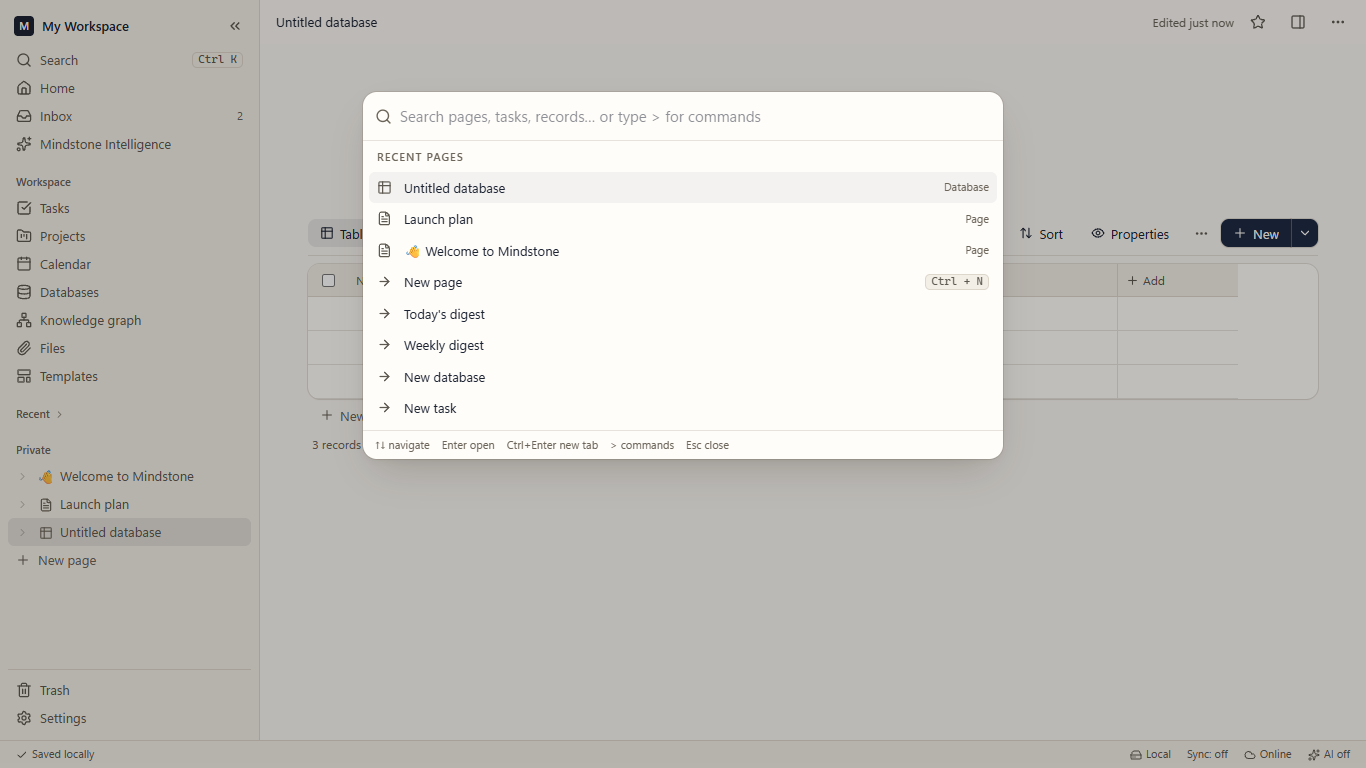 M My Workspace
Search Ctrl K
Home
Inbox 2
Mindstone Intelligence
Workspace
Tasks
Projects
Calendar
Databases
Knowledge graph
Files
Templates
Recent
Private
Welcome to Mindstone
Launch plan
Untitled database
New page
Trash
Settings
Saved locally
Untitled database
Edited just now
Search pages, tasks, records... or type > for commands
RECENT PAGES
Untitled database Database
Launch plan Page
Welcome to Mindstone Page
New page Ctrl + N
Today's digest
Weekly digest
New database
New task
↑↓ navigate Enter open Ctrl+Enter new tab > commands Esc close
Sort Properties ··· + New
+ Add
+ New
3 records
Local Sync: off Online AI off